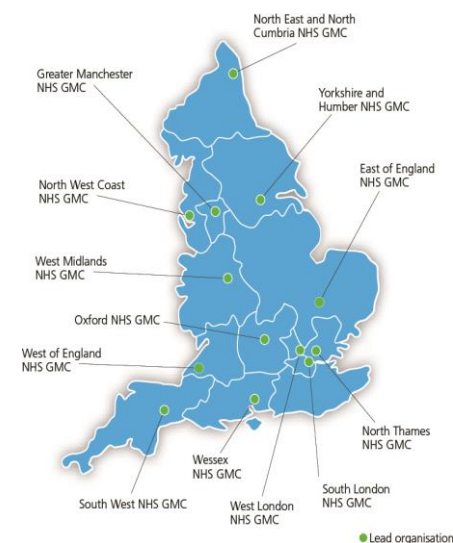 North East and North
Cumbria NHS GMC
Greater Manchester
NHS GMC
Yorkshire and
Humber NHS GMC
East of England
NHS GMC
North West Coast
NHS GMC
West Midlands
NHS GMC
Oxford NHS GMC
West of England
NHS GMC
North Thames
NHS GMC
Wessex
NHS GMC
South London
NHS GMC
South West NHS GMC
West London
NHS GMC
Lead organisation